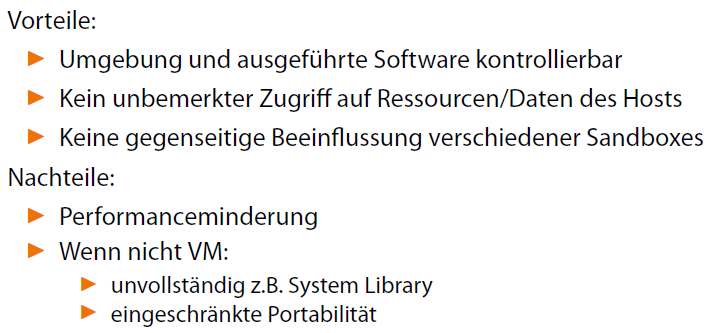 Vorteile:
Umgebung und ausgeführte Software kontrollierbar
Kein unbemerkter Zugriff auf Ressourcen/Daten des Hosts
Keine gegenseitige Beeinflussung verschiedener Sandboxes
Nachteile:
Performanceminderung
Wenn nicht VM:
unvollständig z.B. System Library
eingeschränkte Portabilität